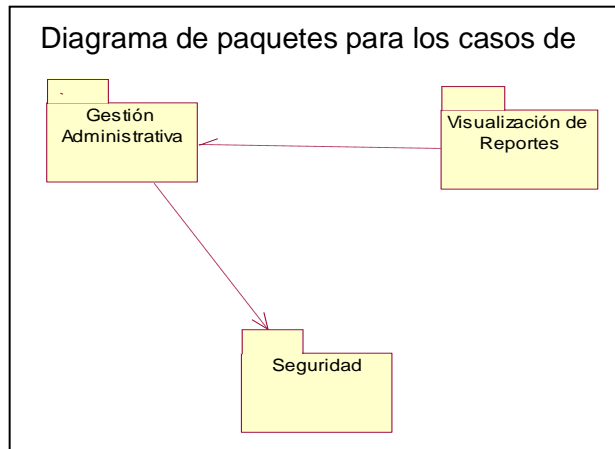 Diagrama de paquetes para los casos de
Gestión
Administrativa
Visualización de
Reportes
Seguridad